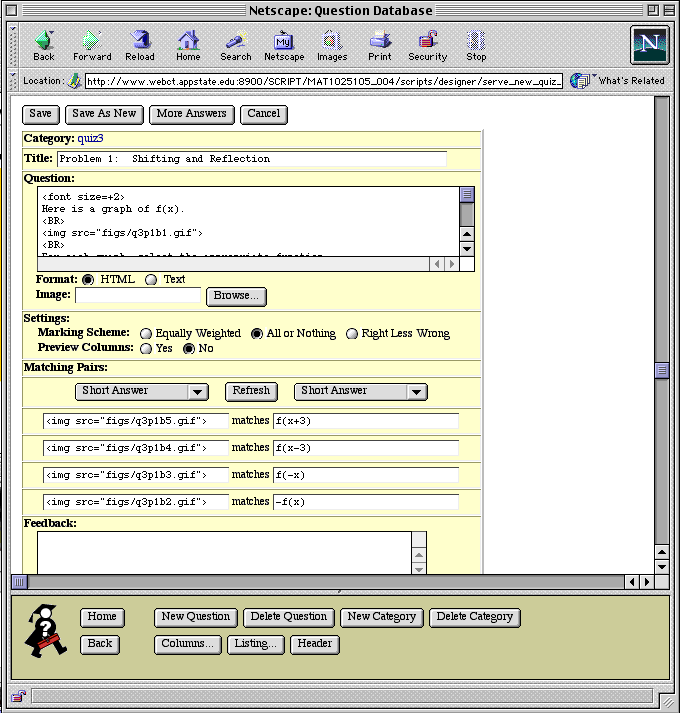 Netscape: Question Database
Back Forward Reload Home Search Netscape Images Print Security Stop
My
N
Location: http://www.webct.appstate.edu:8900/SCRIPT/MAT1025105_004/scripts/designer/serve_new_quiz_ What's Related
Save Save As New More Answers Cancel
Category: quiz3
Title: Problem 1: Shifting and Reflection
Question:
<font size=+2>
Here is a graph of f(x).
<BR>
<img src="figs/q3p1b1.gif">
<BR>
Format: HTML Text
Image: Browse...
Settings:
Marking Scheme: Equally Weighted All or Nothing Right Less Wrong
Preview Columns: Yes No
Matching Pairs:
Short Answer Refresh Short Answer
<img src="figs/q3p1b5.gif"> matches f(x+3)
<img src="figs/q3p1b4.gif"> matches f(x-3)
<img src="figs/q3p1b3.gif"> matches f(-x)
<img src="figs/q3p1b2.gif"> matches -f(x)
Feedback:
Home New Question Delete Question New Category Delete Category
Back Columns... Listing... Header